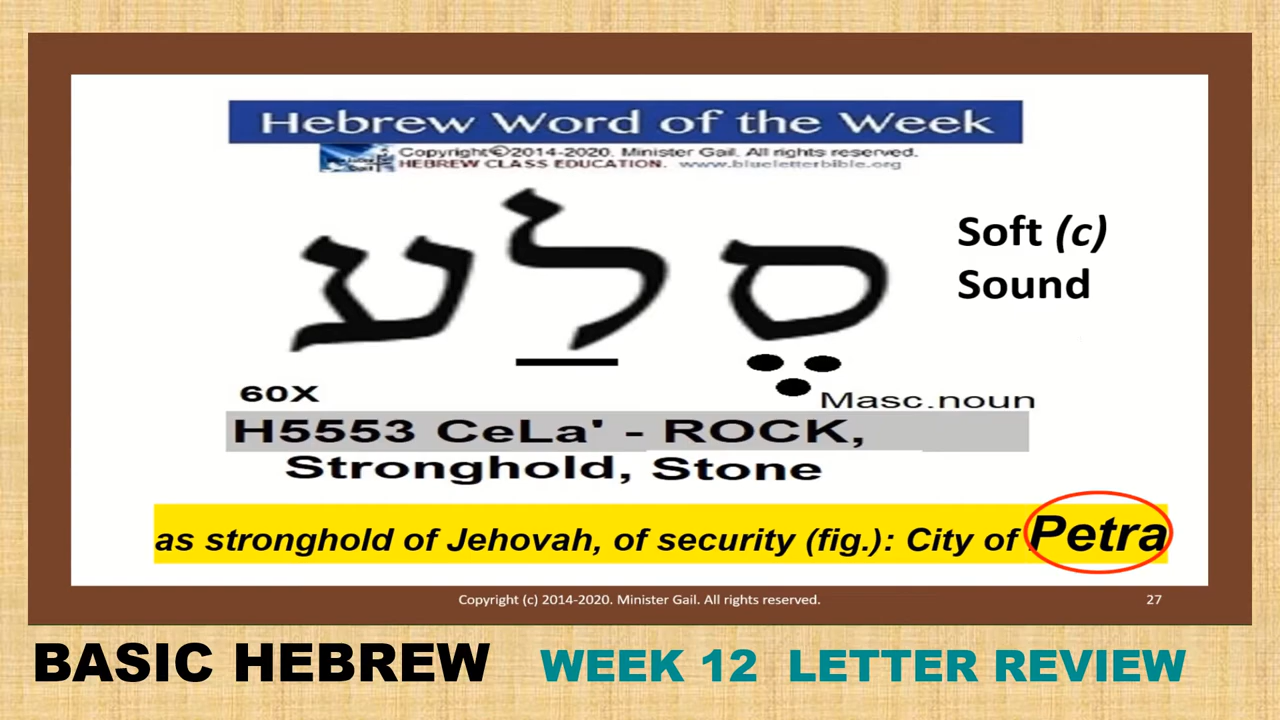 Hebrew Word of the Week
Copyright©2014-2020. Minister Gail. All rights reserved.
HEBREW CLASS EDUCATION. www.blueletterbible.org
סֶלַע
Soft (c)
Sound
60X
Masc.noun
H5553 CeLa' - ROCK,
Stronghold, Stone
as stronghold of Jehovah, of security (fig.): City of Petra
Copyright (c) 2014-2020. Minister Gail. All rights reserved.
27
BASIC HEBREW WEEK 12 LETTER REVIEW